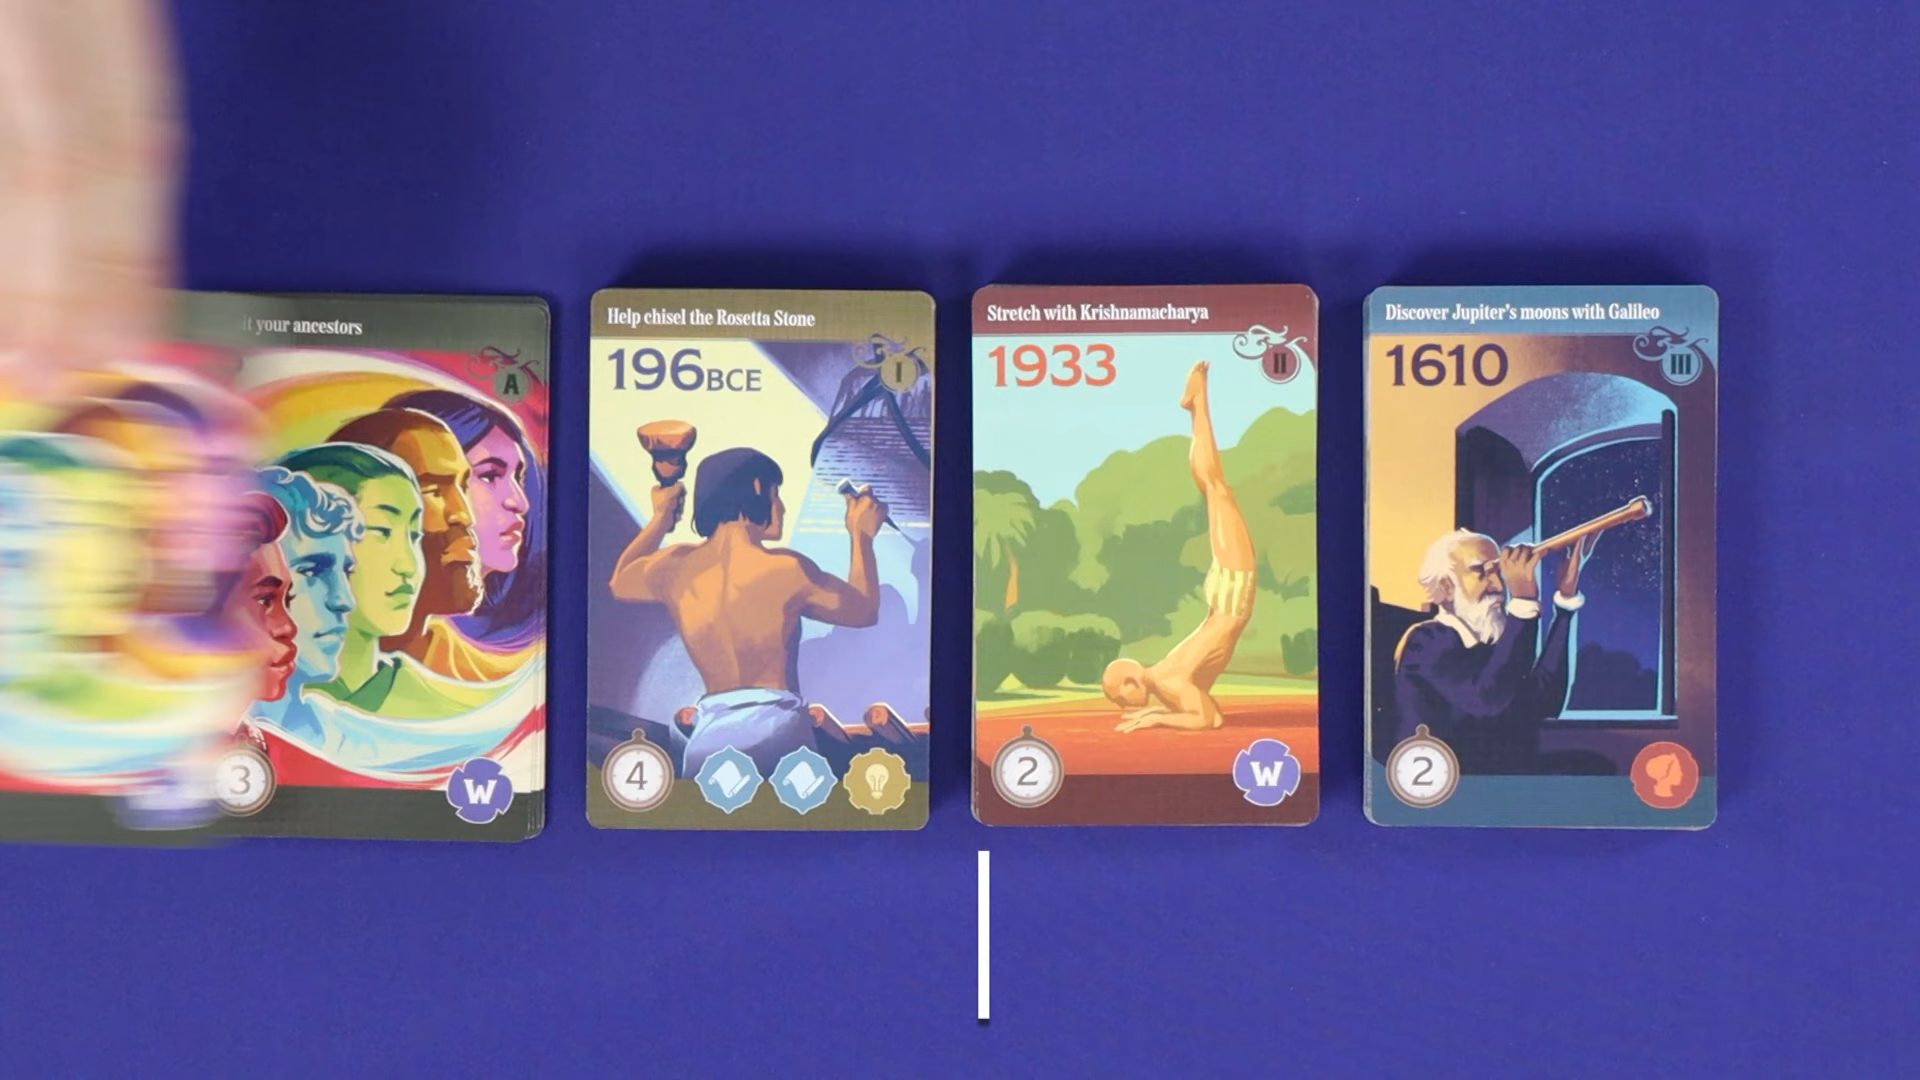 your ancestors
A
3
W
Help chisel the Rosetta Stone
196BCE
I
4
Stretch with Krishnamacharya
1933
II
2
W
Discover Jupiter's moons with Galileo
1610
III
2